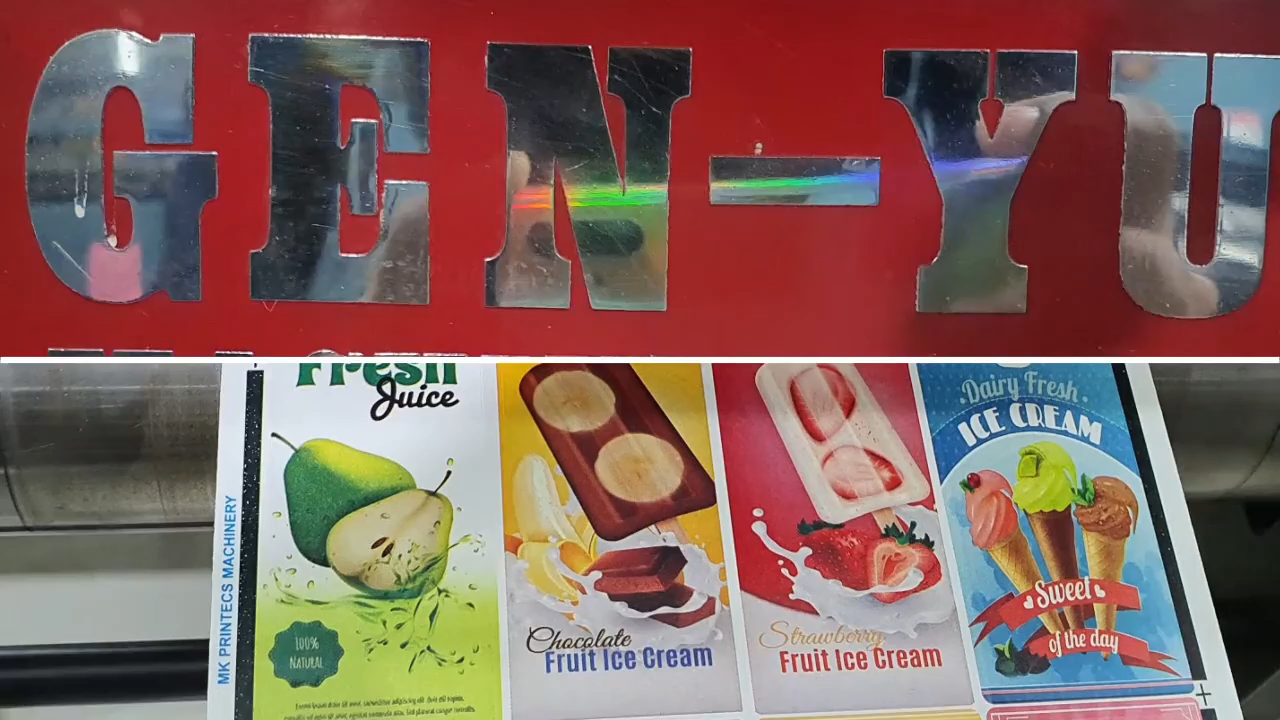 GEN-YU
Fresh
Juice
100%
NATURAL
MK PRINTECS MACHINERY
Chocolate
Fruit Ice Cream
Strawberry
Fruit Ice Cream
Dairy Fresh
ICE CREAM
Sweet
of the day